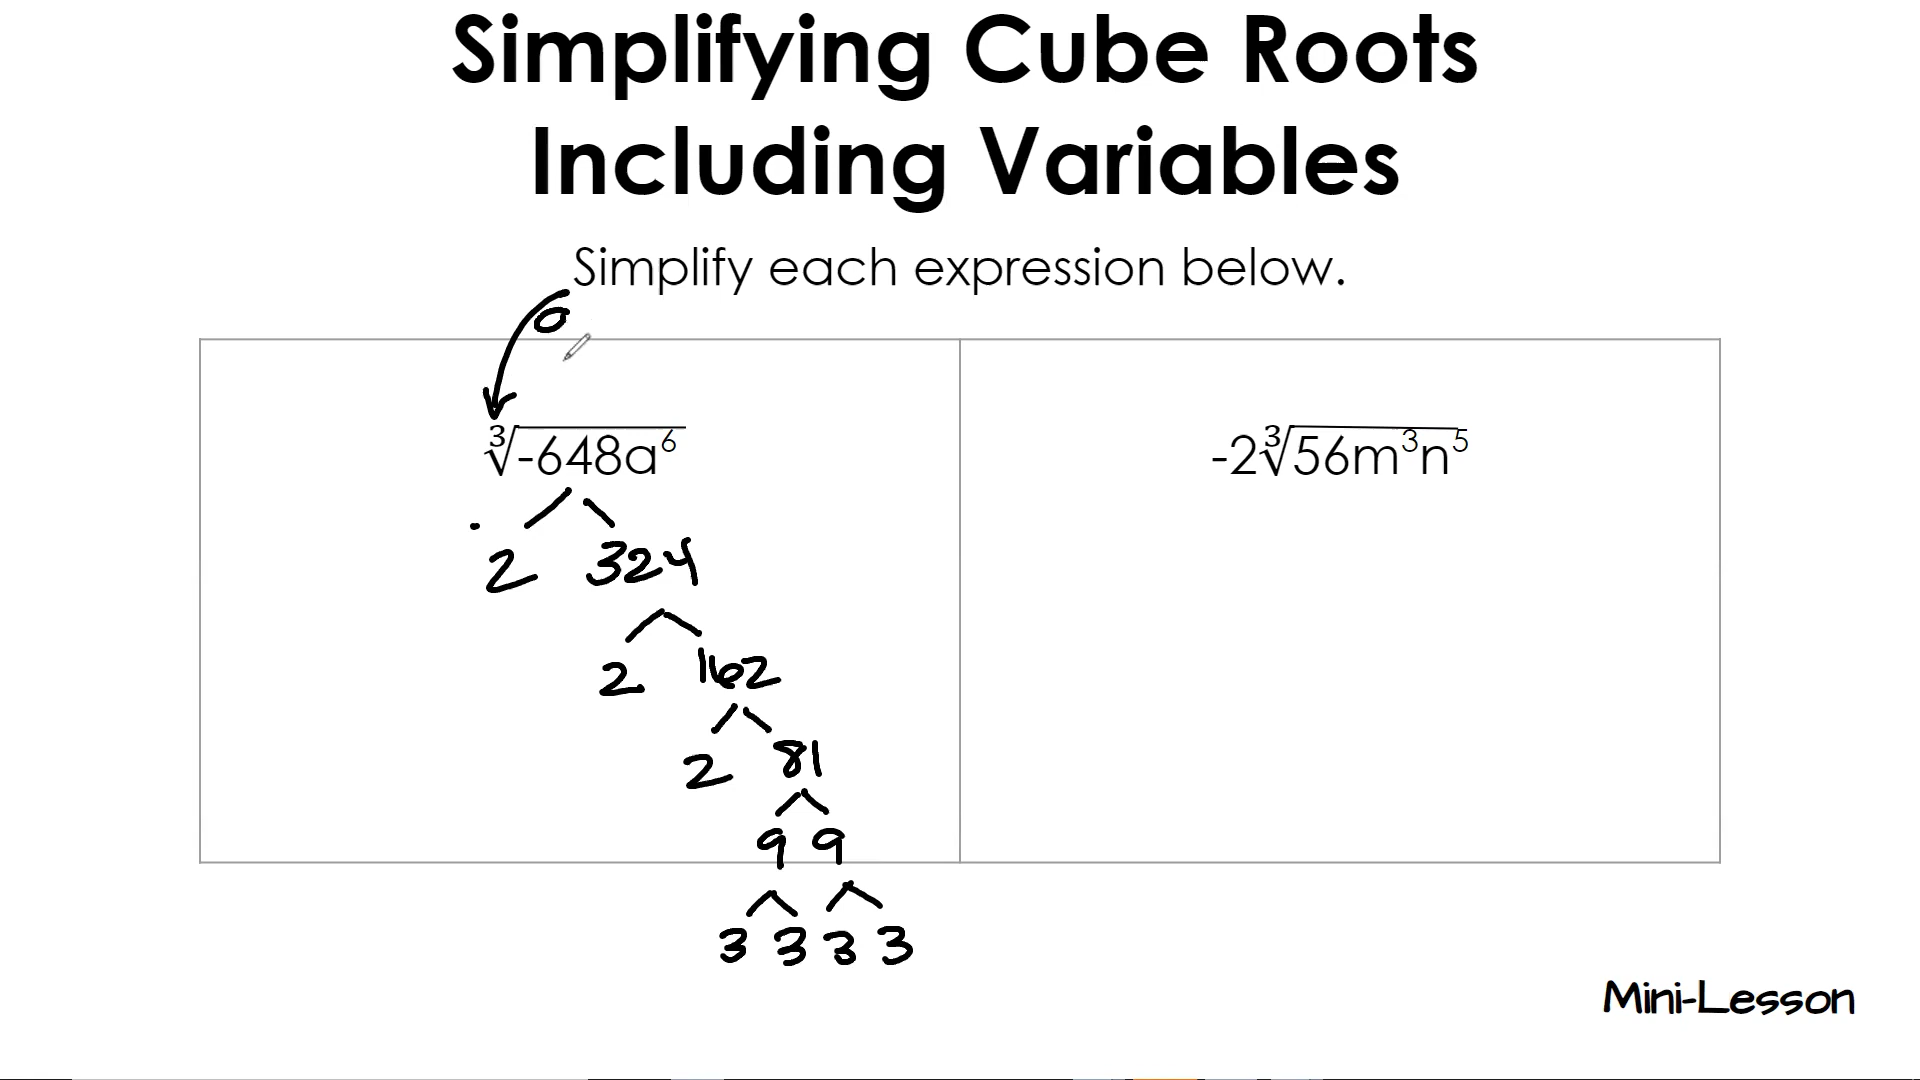 Simplifying Cube Roots
Including Variables
Simplify each expression below.
o
∛-648a⁶
-2∛56m³n⁵
2 324
2 162
2 81
9 9
3 3 3 3
Mini-Lesson